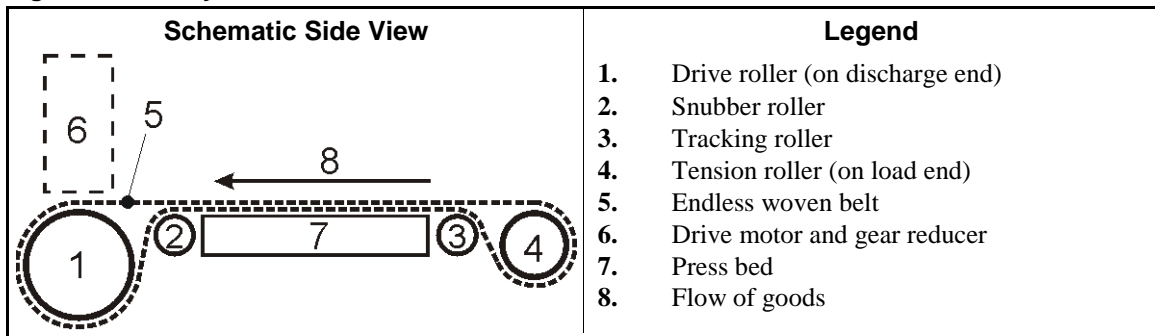 Schematic Side View
6
5
8
2
7
3
1
4
Legend
1. Drive roller (on discharge end)
2. Snubber roller
3. Tracking roller
4. Tension roller (on load end)
5. Endless woven belt
6. Drive motor and gear reducer
7. Press bed
8. Flow of goods